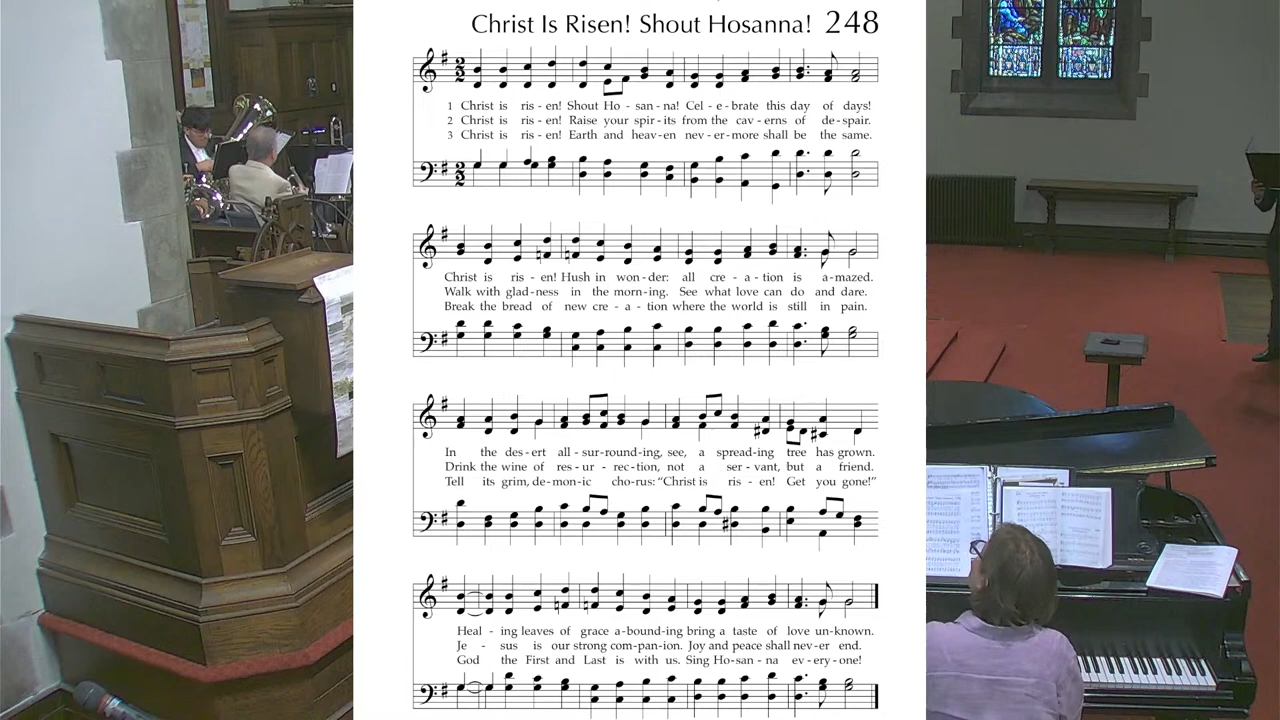 Christ Is Risen! Shout Hosanna! 248
1 Christ is ris - en! Shout Ho - san - na! Cel - e - brate this day of days!
2 Christ is ris - en! Raise your spir - its from the cav - erns of de - spair.
3 Christ is ris - en! Earth and heav - en nev - er - more shall be the same.
Christ is ris - en! Hush in won - der: all cre - a - tion is a - mazed.
Walk with glad - ness in the morn - ing. See what love can do and dare.
Break the bread of new cre - a - tion where the world is still in pain.
In the des - ert all - sur - round - ing, see, a spread - ing tree has grown.
Drink the wine of res - ur - rec - tion, not a ser - vant, but a friend.
Tell its grim, de - mon - ic cho - rus: “Christ is ris - en! Get you gone!”
Heal - ing leaves of grace a - bound - ing bring a taste of love un - known.
Je - sus is our strong com - pan - ion. Joy and peace shall nev - er end.
God the First and Last is with us. Sing Ho - san - na ev - ery - one!